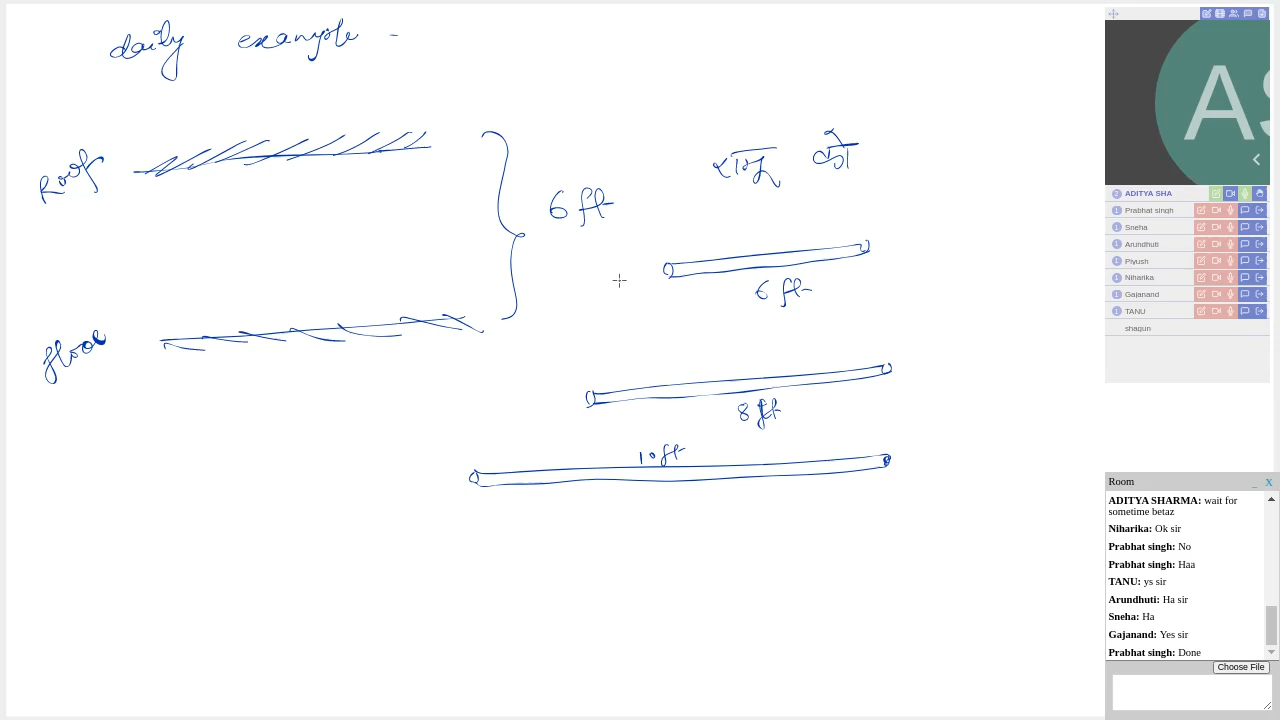 daily example -
Roof
6 ft
राजू को
6 ft
floor
8 ft
10 ft
AS
ADITYA SHA
Prabhat singh
Sneha
Arundhuti
Piyush
Niharika
Gajanand
TANU
shagun
Room _ X
ADITYA SHARMA: wait for
sometime betaz
Niharika: Ok sir
Prabhat singh: No
Prabhat singh: Haa
TANU: ys sir
Arundhuti: Ha sir
Sneha: Ha
Gajanand: Yes sir
Prabhat singh: Done
Choose File